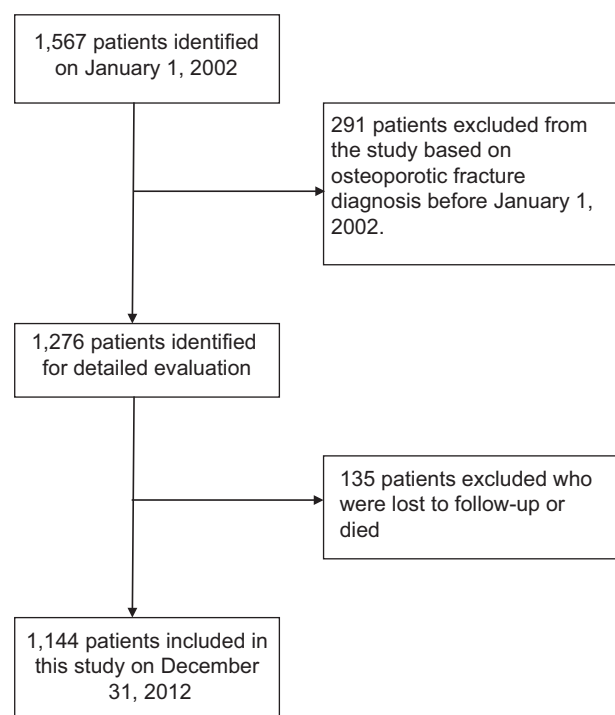 1,567 patients identified
on January 1, 2002
291 patients excluded from
the study based on
osteoporotic fracture
diagnosis before January 1,
2002.
1,276 patients identified
for detailed evaluation
135 patients excluded who
were lost to follow-up or
died
1,144 patients included in
this study on December
31, 2012